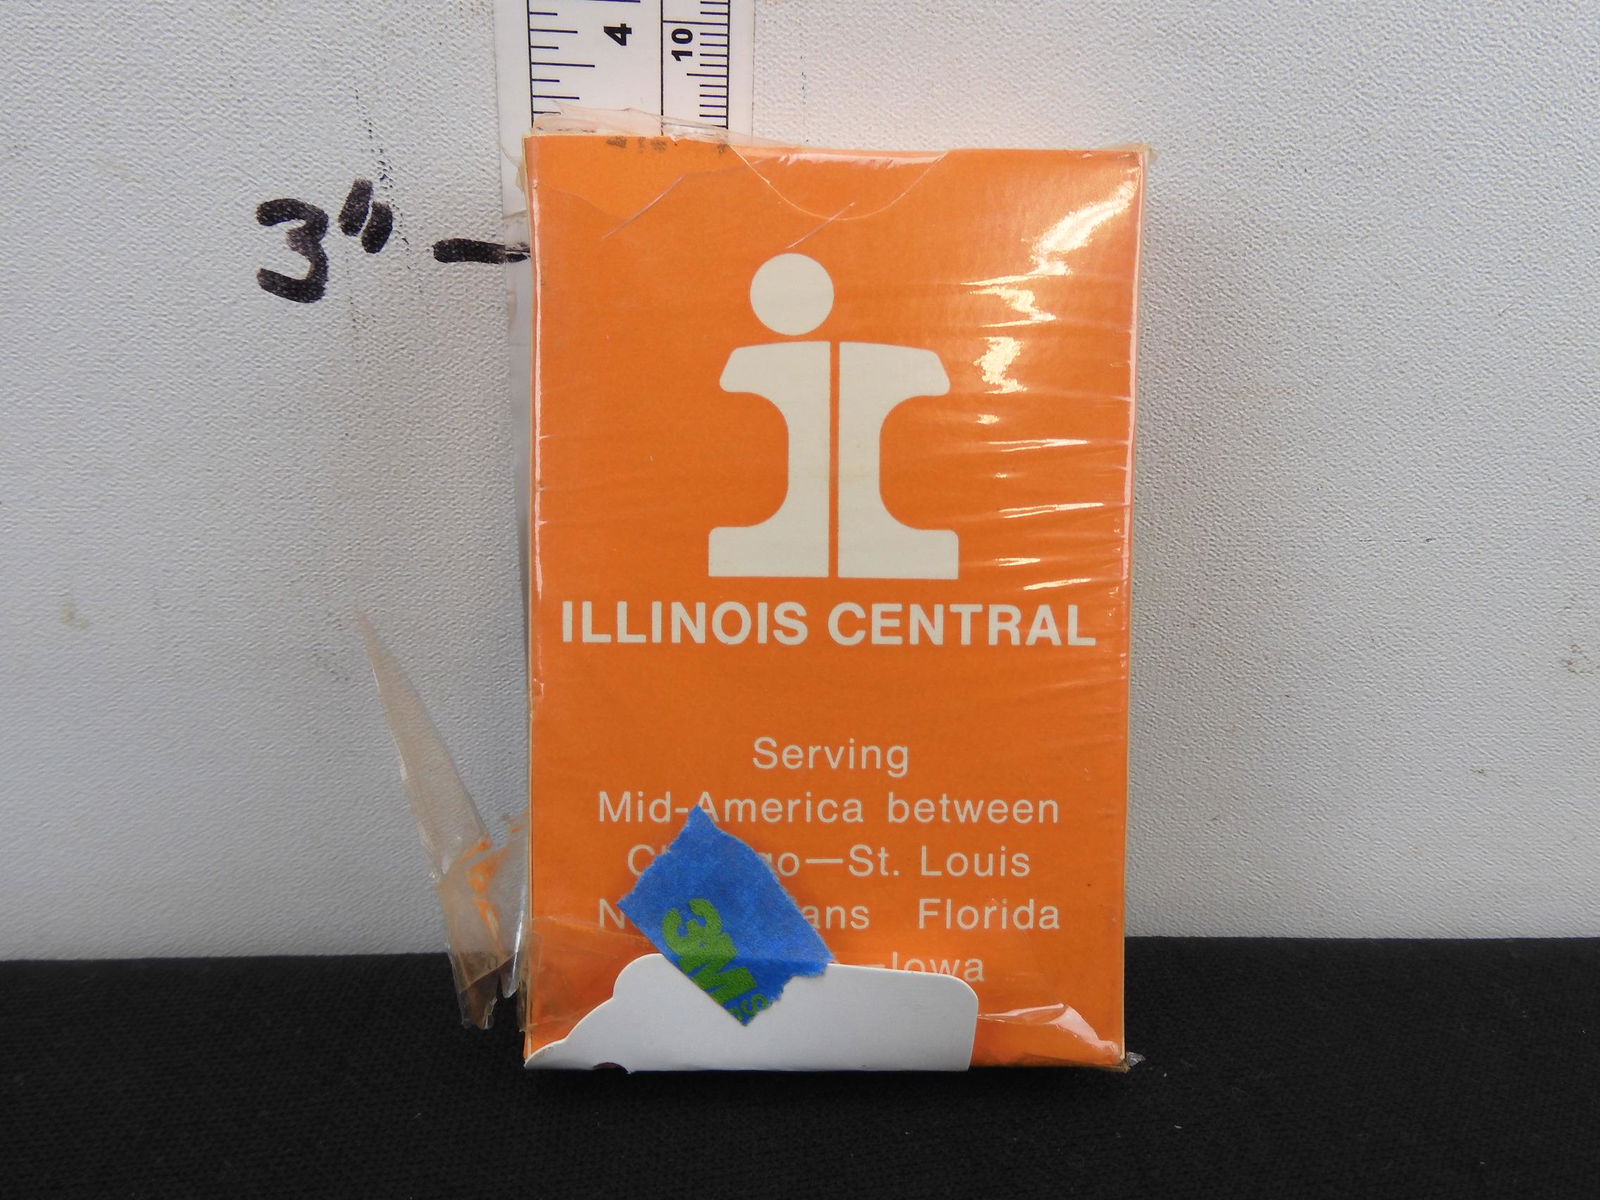 4
10
3"
ILLINOIS CENTRAL
Serving
Mid-America between
St. Louis
Florida
Iowa
3M